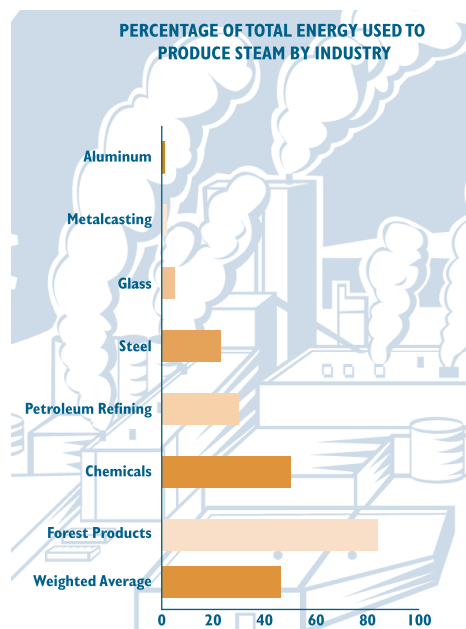 PERCENTAGE OF TOTAL ENERGY USED TO
PRODUCE STEAM BY INDUSTRY
Aluminum
Metalcasting
Glass
Steel
Petroleum Refining
Chemicals
Forest Products
Weighted Average
0 20 40 60 80 100